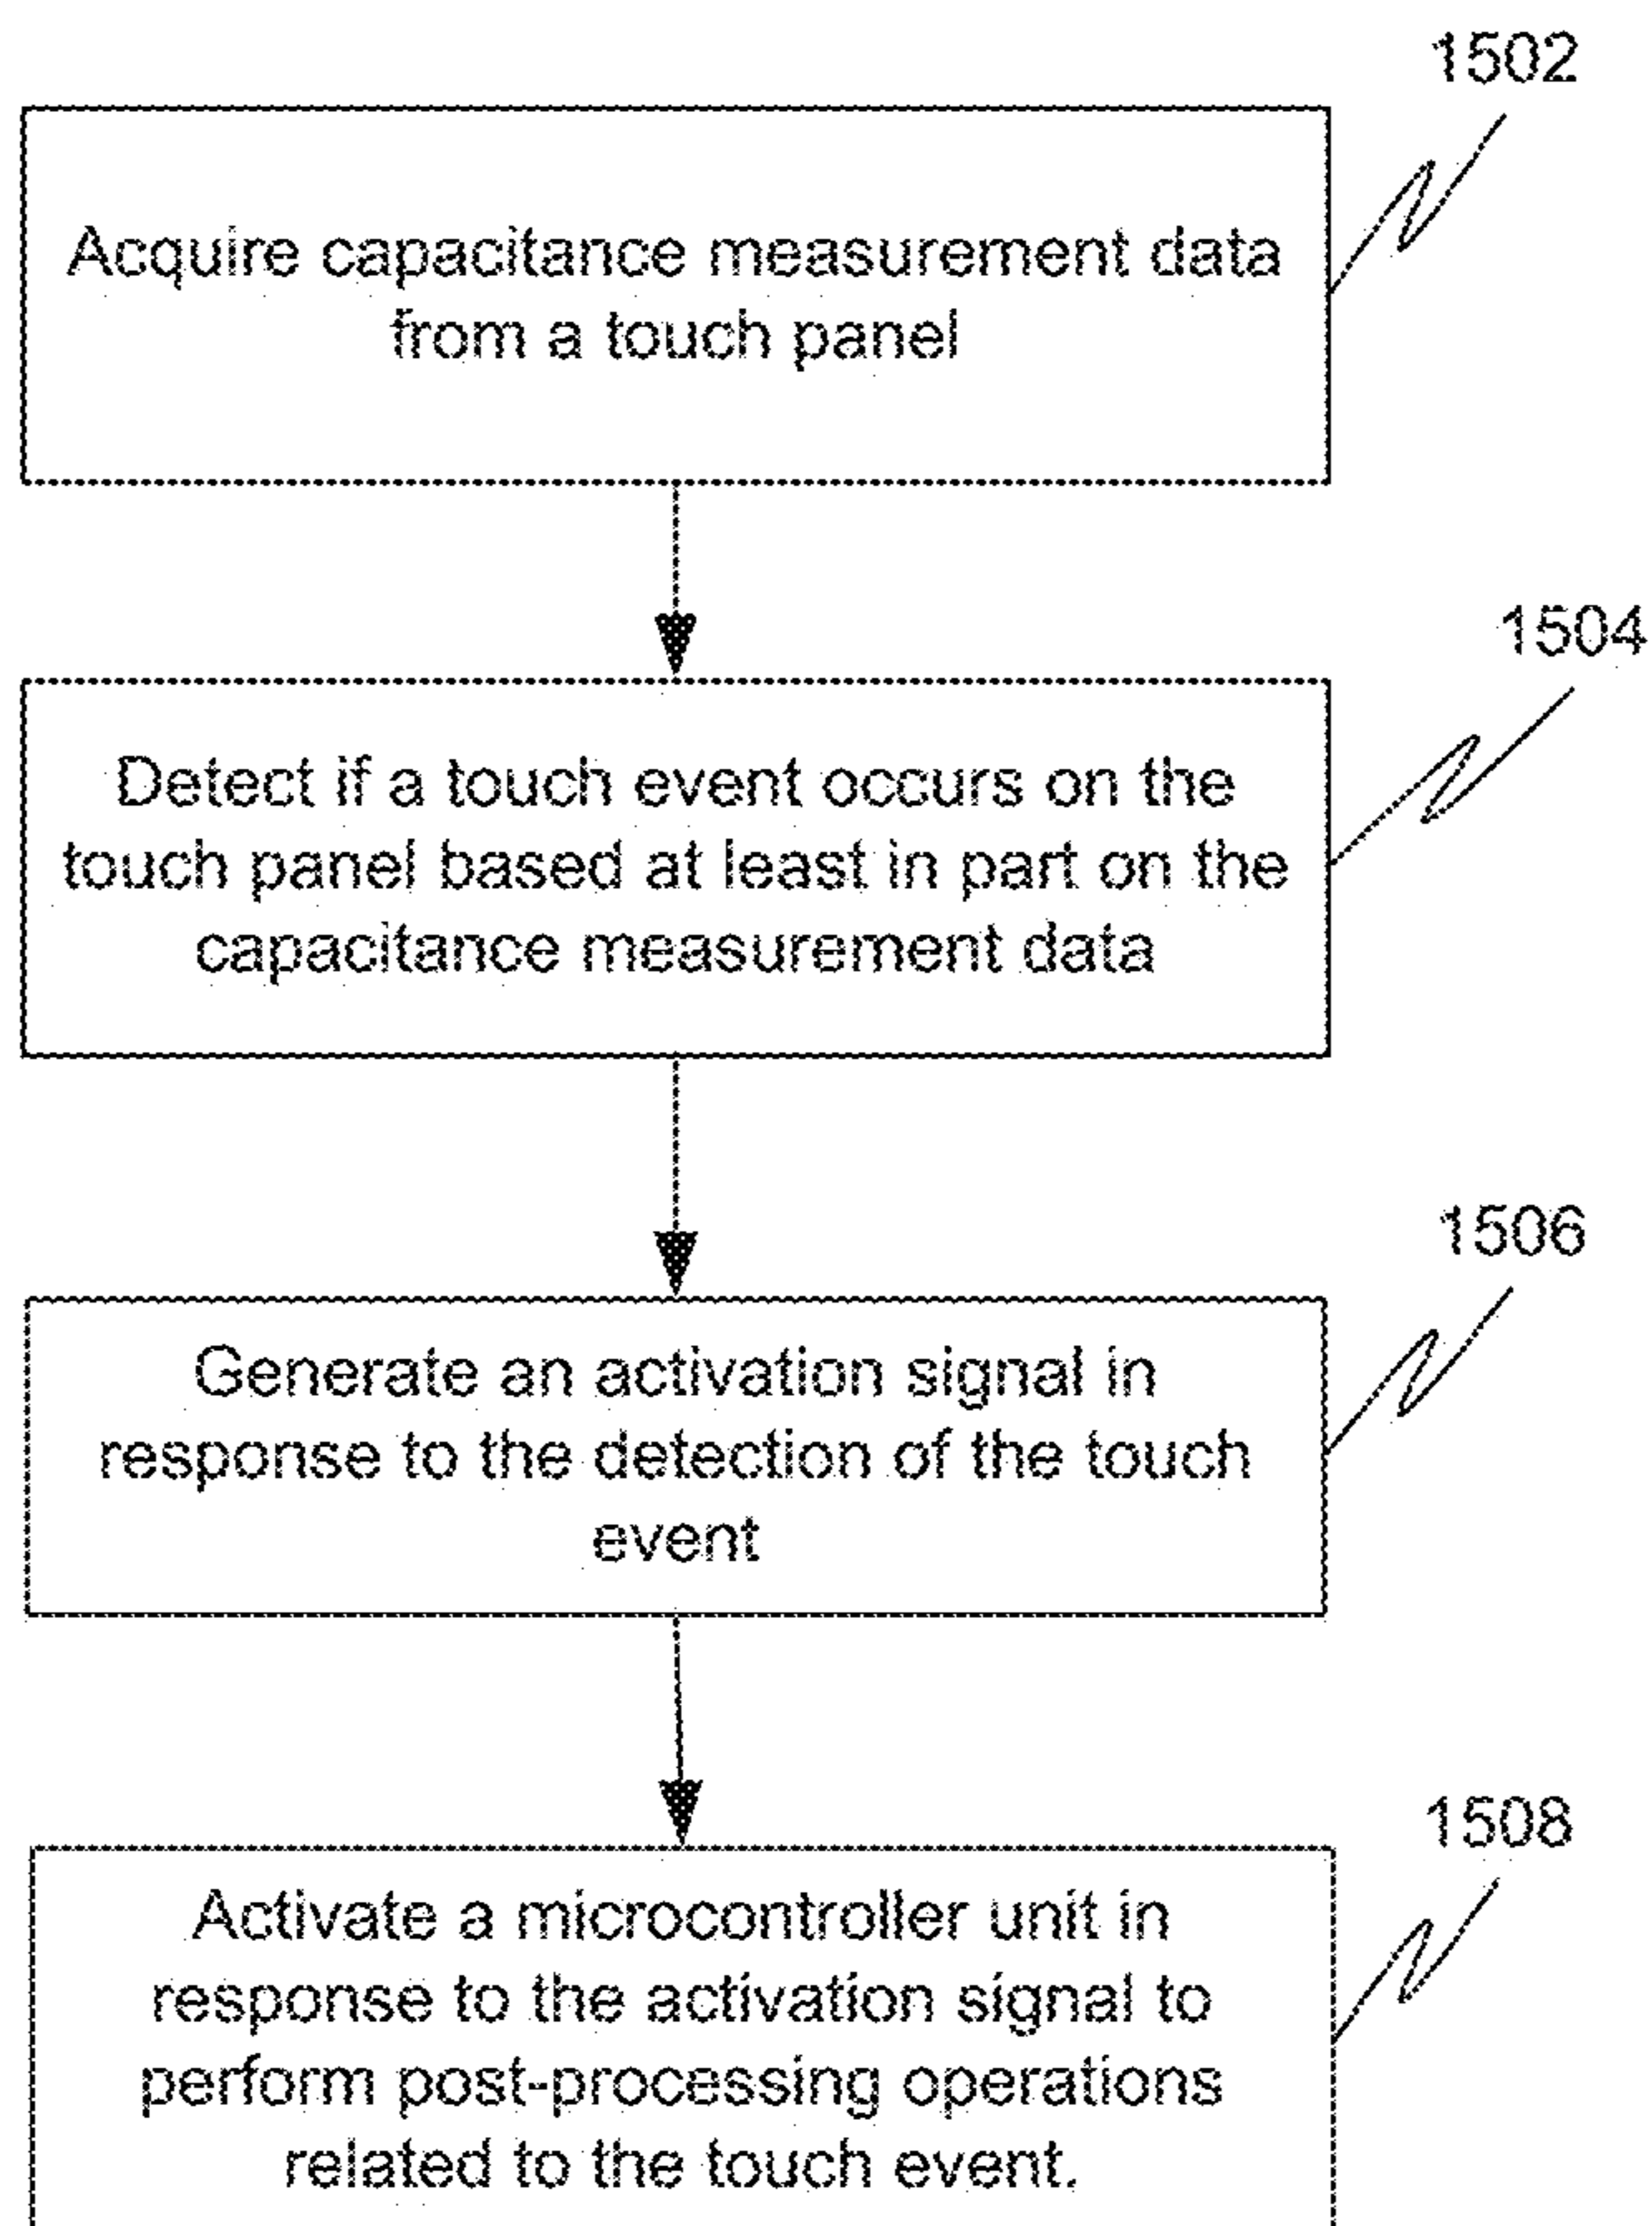 1502
Acquire capacitance measurement data
from a touch panel
1504
Detect if a touch event occurs on the
touch panel based at least in part on the
capacitance measurement data
1506
Generate an activation signal in
response to the detection of the touch
event
1508
Activate a microcontroller unit in
response to the activation signal to
perform post-processing operations
related to the touch event.